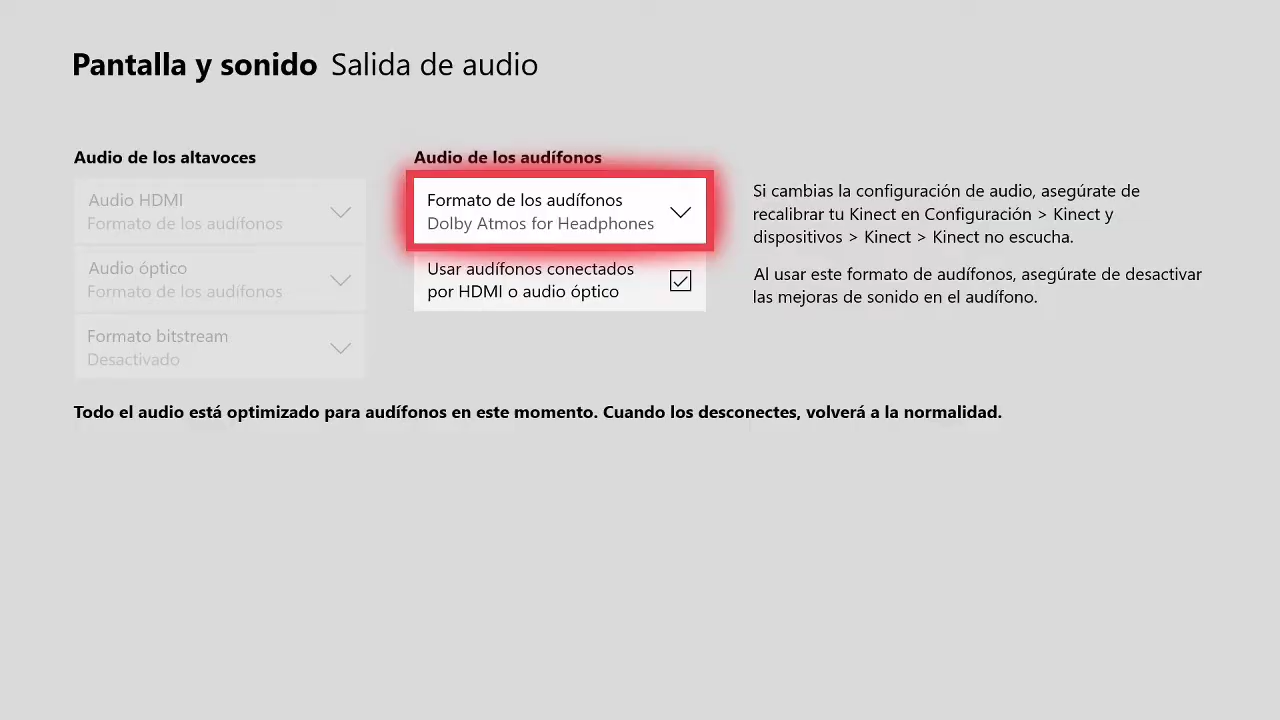 Pantalla y sonido Salida de audio
Audio de los altavoces
Audio HDMI
Formato de los audífonos
Audio óptico
Formato de los audífonos
Formato bitstream
Desactivado
Audio de los audífonos
Formato de los audífonos
Dolby Atmos for Headphones
Usar audífonos conectados
por HDMI o audio óptico
Si cambias la configuración de audio, asegúrate de
recalibrar tu Kinect en Configuración > Kinect y
dispositivos > Kinect > Kinect no escucha.
Al usar este formato de audífonos, asegúrate de desactivar
las mejoras de sonido en el audífono.
Todo el audio está optimizado para audífonos en este momento. Cuando los desconectes, volverá a la normalidad.